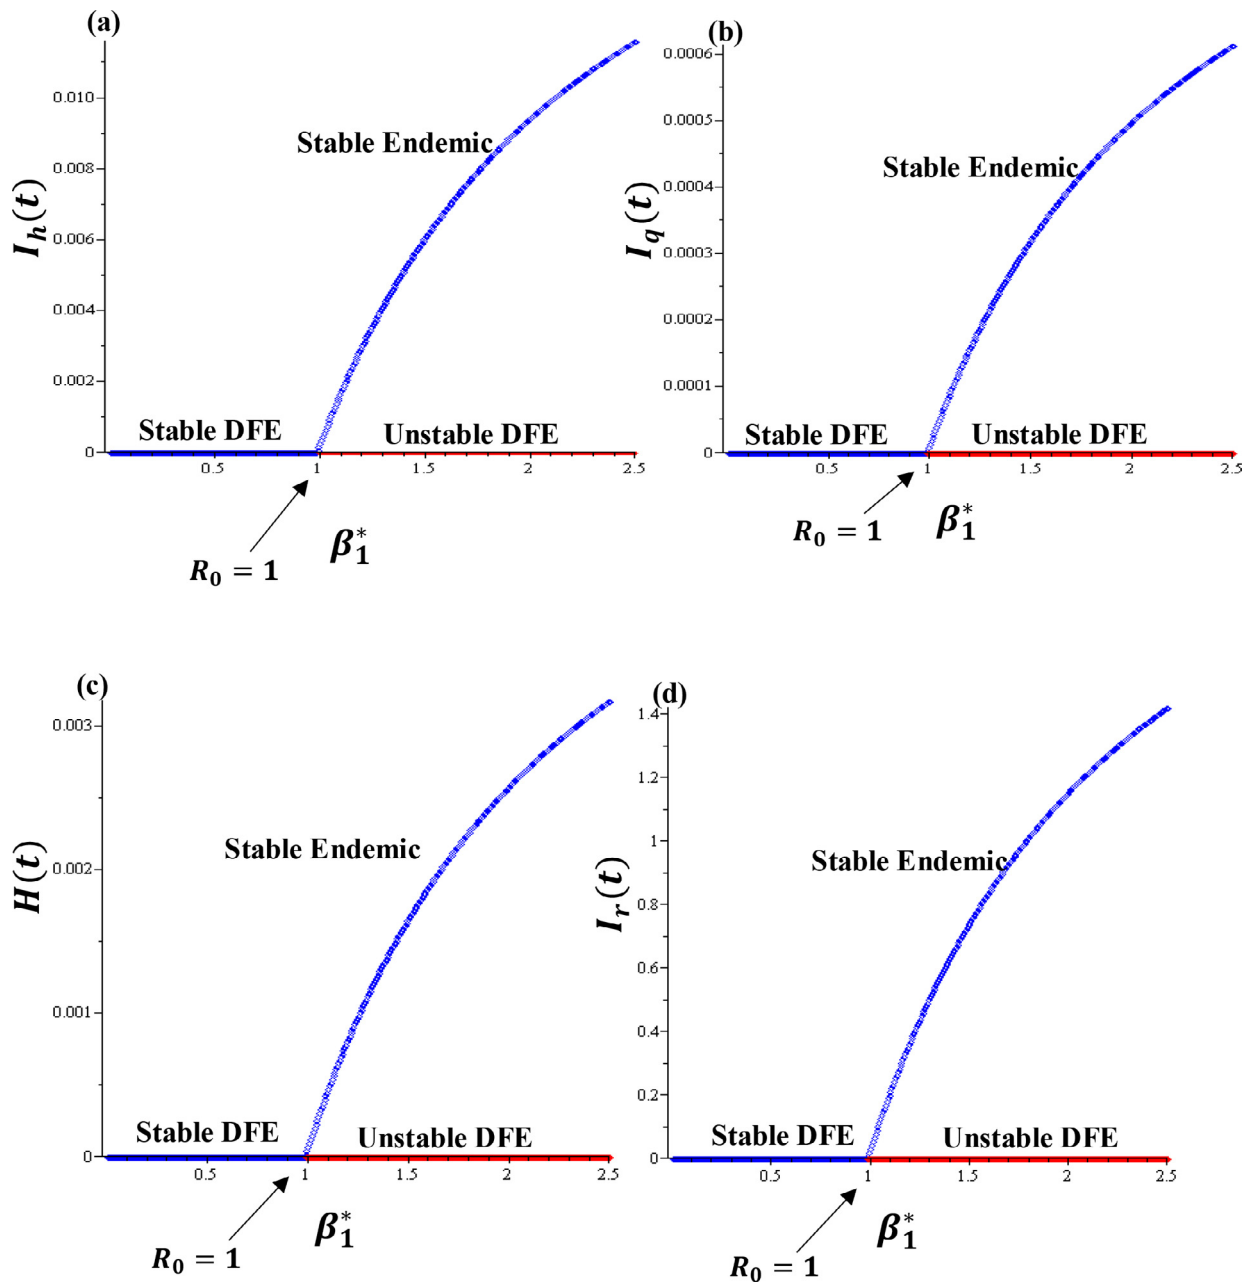 (a)
0.010
0.008
0.006
0.004
0.002
0
I_h(t)
Stable Endemic
Stable DFE
Unstable DFE
0.5 1 1.5 2 2.5
R_0 = 1
β_1^*
(b)
0.0006
0.0005
0.0004
0.0003
0.0002
0.0001
0
I_q(t)
Stable Endemic
Stable DFE
Unstable DFE
0.5 1 1.5 2 2.5
R_0 = 1
β_1^*
(c)
0.003
0.002
0.001
0
H(t)
Stable Endemic
Stable DFE
Unstable DFE
0.5 1 1.5 2 2.5
R_0 = 1
β_1^*
(d)
1.4
1.2
1
0.8
0.6
0.4
0.2
0
I_r(t)
Stable Endemic
Stable DFE
Unstable DFE
0.5 1 1.5 2 2.5
R_0 = 1
β_1^*